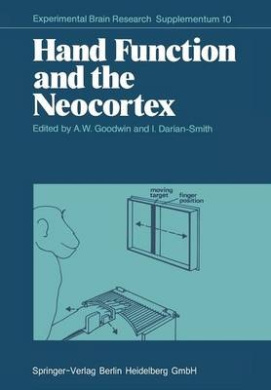 Experimental Brain Research Supplementum 10
Hand Function
and the
Neocortex
Edited by A.W. Goodwin and I. Darian-Smith
moving
target
finger
position
Springer-Verlag Berlin Heidelberg GmbH